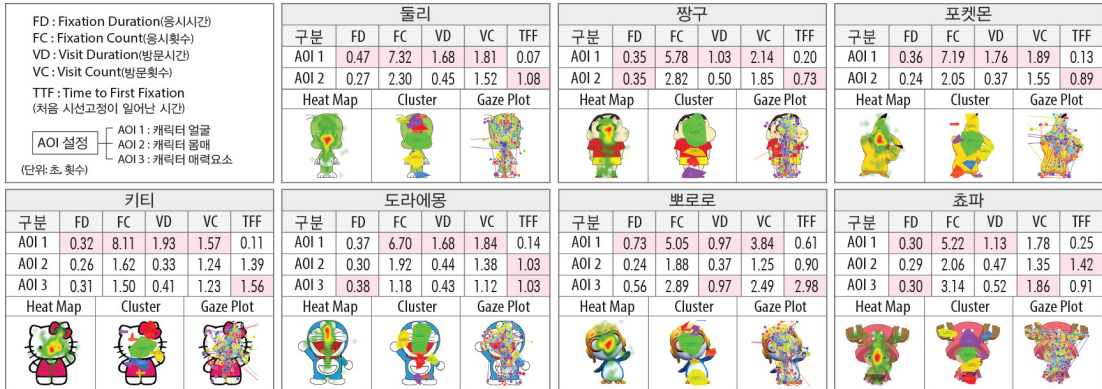 FD : Fixation Duration(응시시간)
FC : Fixation Count(응시횟수)
VD : Visit Duration(방문시간)
VC : Visit Count(방문횟수)
TTF : Time to First Fixation
(처음 시선고정이 일어난 시간)
AOI 설정
AOI 1 : 캐릭터 얼굴
AOI 2 : 캐릭터 몸매
AOI 3 : 캐릭터 매력요소
(단위: 초, 횟수)
둘리
구분 FD FC VD VC TFF
AOI 1 0.47 7.32 1.68 1.81 0.07
AOI 2 0.27 2.30 0.45 1.52 1.08
Heat Map Cluster Gaze Plot
짱구
구분 FD FC VD VC TFF
AOI 1 0.35 5.78 1.03 2.14 0.20
AOI 2 0.35 2.82 0.50 1.85 0.73
Heat Map Cluster Gaze Plot
포켓몬
구분 FD FC VD VC TFF
AOI 1 0.36 7.19 1.76 1.89 0.13
AOI 2 0.24 2.05 0.37 1.55 0.89
Heat Map Cluster Gaze Plot
키티
구분 FD FC VD VC TFF
AOI 1 0.32 8.11 1.93 1.57 0.11
AOI 2 0.26 1.62 0.33 1.24 1.39
AOI 3 0.31 1.50 0.41 1.23 1.56
Heat Map Cluster Gaze Plot
도라에몽
구분 FD FC VD VC TFF
AOI 1 0.37 6.70 1.68 1.84 0.14
AOI 2 0.30 1.92 0.44 1.38 1.03
AOI 3 0.38 1.18 0.43 1.12 1.03
Heat Map Cluster Gaze Plot
뽀로로
구분 FD FC VD VC TFF
AOI 1 0.73 5.05 0.97 3.84 0.61
AOI 2 0.24 1.88 0.37 1.25 0.90
AOI 3 0.56 2.89 0.97 2.49 2.98
Heat Map Cluster Gaze Plot
쵸파
구분 FD FC VD VC TFF
AOI 1 0.30 5.22 1.13 1.78 0.25
AOI 2 0.29 2.06 0.47 1.35 1.42
AOI 3 0.30 3.14 0.52 1.86 0.91
Heat Map Cluster Gaze Plot